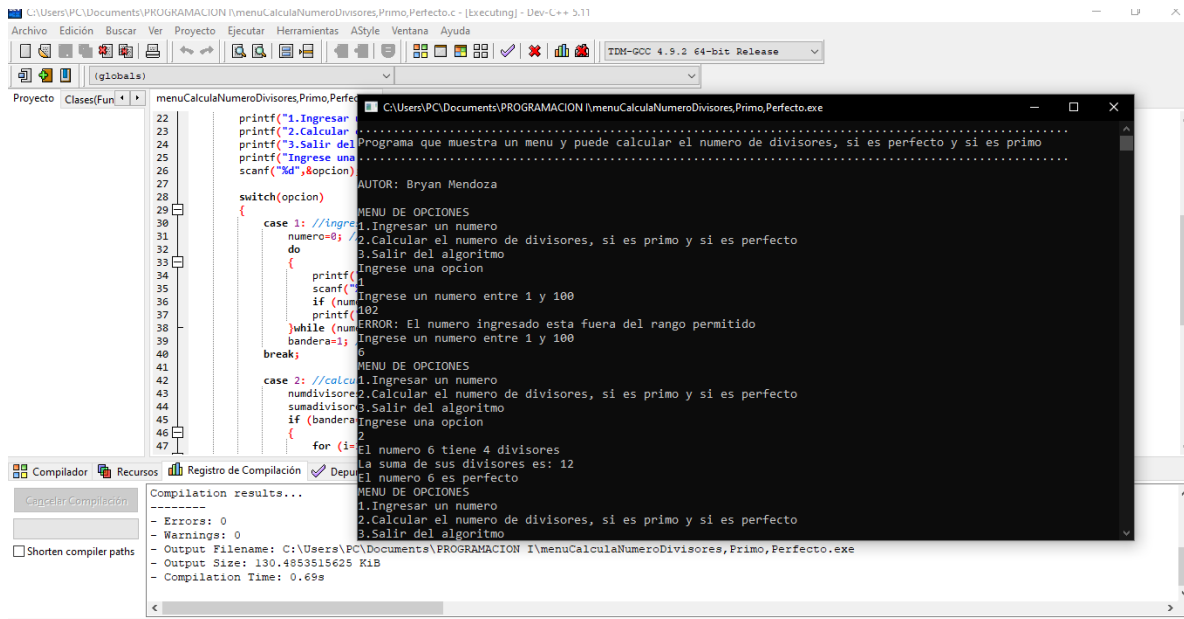 C:\Users\PC\Documents\PROGRAMACION I\menuCalculaNumeroDivisores,Primo,Perfecto.c - [Executing] - Dev-C++ 5.11
Archivo Edición Buscar Ver Proyecto Ejecutar Herramientas AStyle Ventana Ayuda
TDM-GCC 4.9.2 64-bit Release
(globals)
Proyecto Clases(Fun
menuCalculaNumeroDivisores,Primo,Perfec
22 printf("1.Ingresar
23 printf("2.Calcular
24 printf("3.Salir del
25 printf("Ingrese una
26 scanf("%d",&opcion)
27
28 switch(opcion)
29 {
30 case 1: //ingre
31 numero=0; /
32 do
33 {
34 printf(
35 scanf("
36 if (num
37 printf(
38 }while (num
39 bandera=1;
40 break;
41
42 case 2: //calcu
43 numdivisore
44 sumadivisor
45 if (bandera
46 {
47 for (i=
C:\Users\PC\Documents\PROGRAMACION I\menuCalculaNumeroDivisores,Primo,Perfecto.exe
Programa que muestra un menu y puede calcular el numero de divisores, si es perfecto y si es primo
AUTOR: Bryan Mendoza
MENU DE OPCIONES
1.Ingresar un numero
2.Calcular el numero de divisores, si es primo y si es perfecto
3.Salir del algoritmo
Ingrese una opcion
1
Ingrese un numero entre 1 y 100
102
ERROR: El numero ingresado esta fuera del rango permitido
Ingrese un numero entre 1 y 100
6
MENU DE OPCIONES
1.Ingresar un numero
2.Calcular el numero de divisores, si es primo y si es perfecto
3.Salir del algoritmo
Ingrese una opcion
2
El numero 6 tiene 4 divisores
La suma de sus divisores es: 12
El numero 6 es perfecto
MENU DE OPCIONES
1.Ingresar un numero
2.Calcular el numero de divisores, si es primo y si es perfecto
3.Salir del algoritmo
Compilador Recursos Registro de Compilación Depu
Cancelar Compilación
Shorten compiler paths
Compilation results...
--------
- Errors: 0
- Warnings: 0
- Output Filename: C:\Users\PC\Documents\PROGRAMACION I\menuCalculaNumeroDivisores,Primo,Perfecto.exe
- Output Size: 130.4853515625 KiB
- Compilation Time: 0.69s